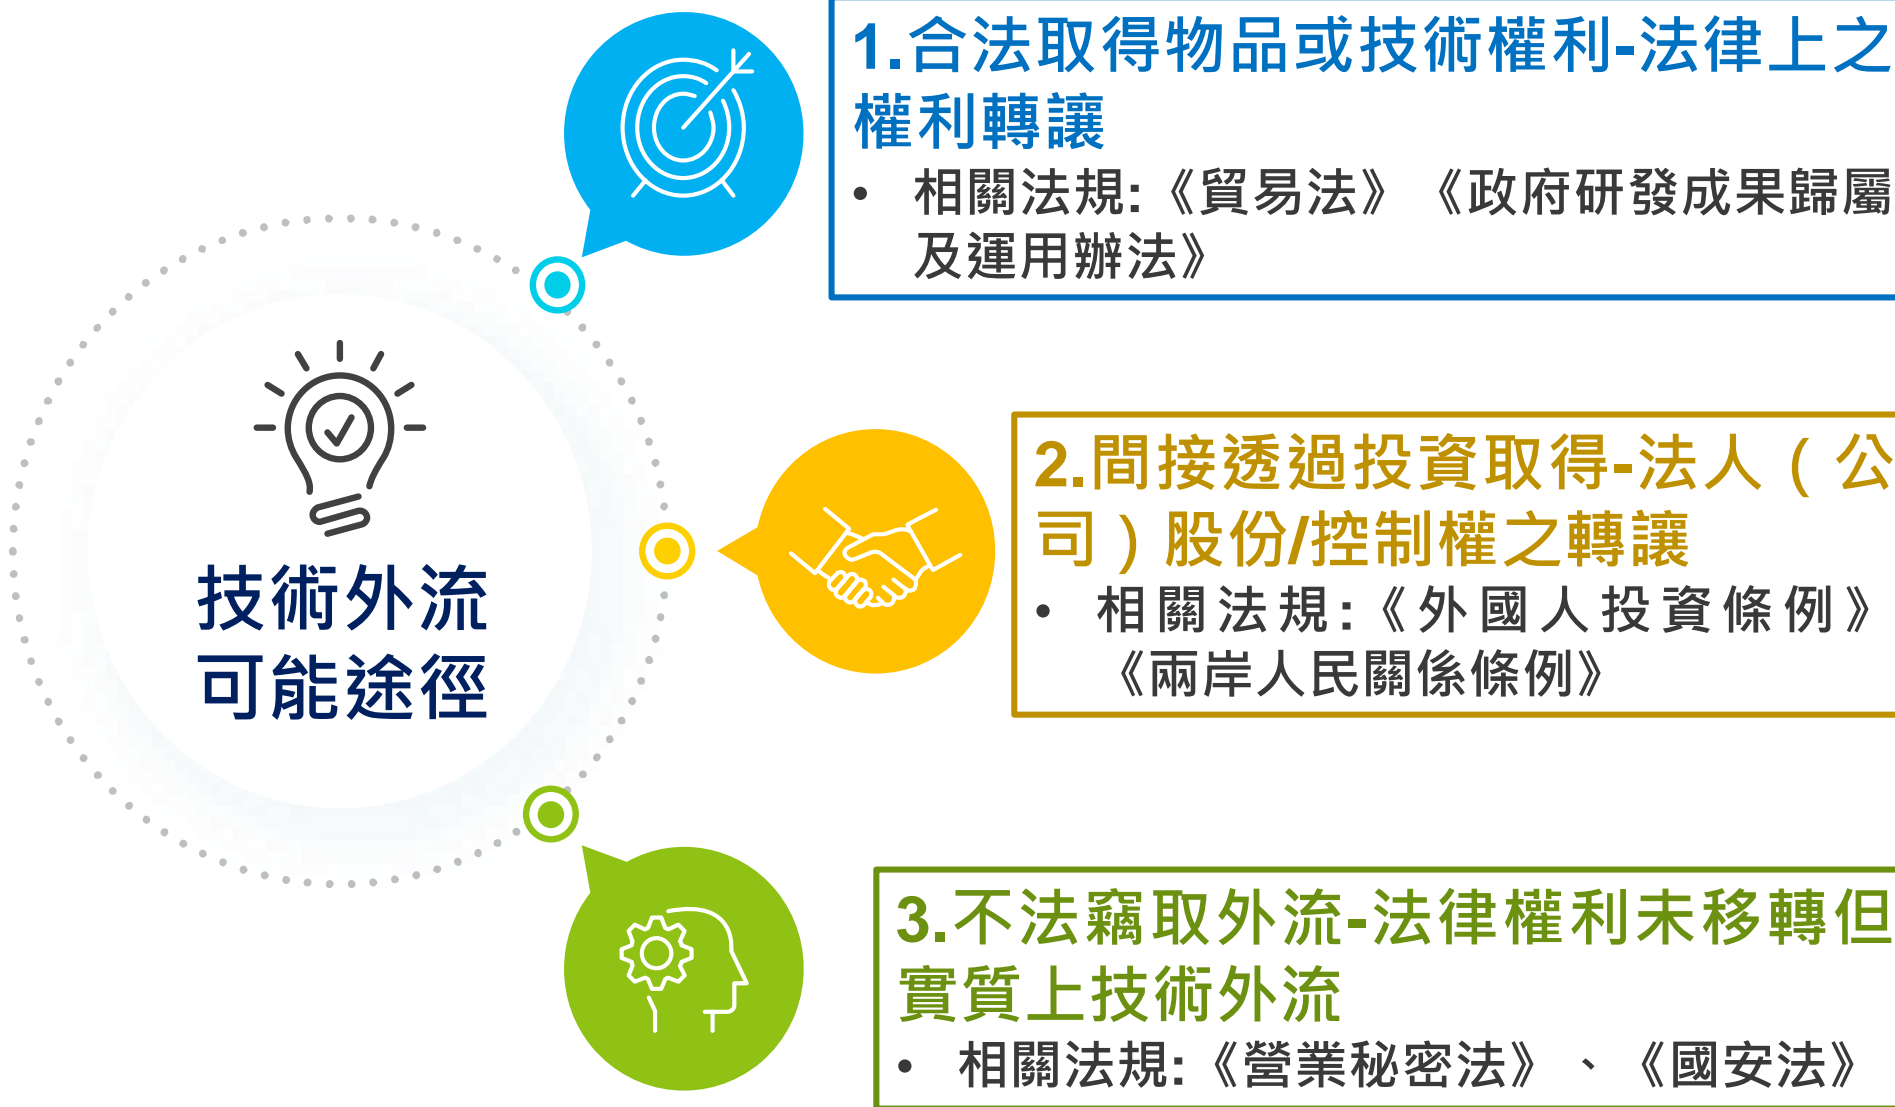 1.合法取得物品或技術權利-法律上之
權利轉讓
• 相關法規:《貿易法》《政府研發成果歸屬
及運用辦法》
技術外流
可能途徑
2.間接透過投資取得-法人（公
司）股份/控制權之轉讓
• 相關法規:《外國人投資條例》
《兩岸人民關係條例》
3.不法竊取外流-法律權利未移轉但
實質上技術外流
• 相關法規:《營業秘密法》、《國安法》